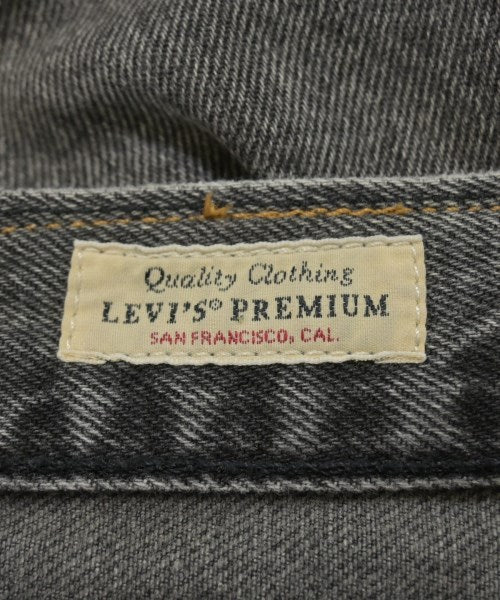 Quality Clothing
LEVI'S® PREMIUM
SAN FRANCISCO, CAL.